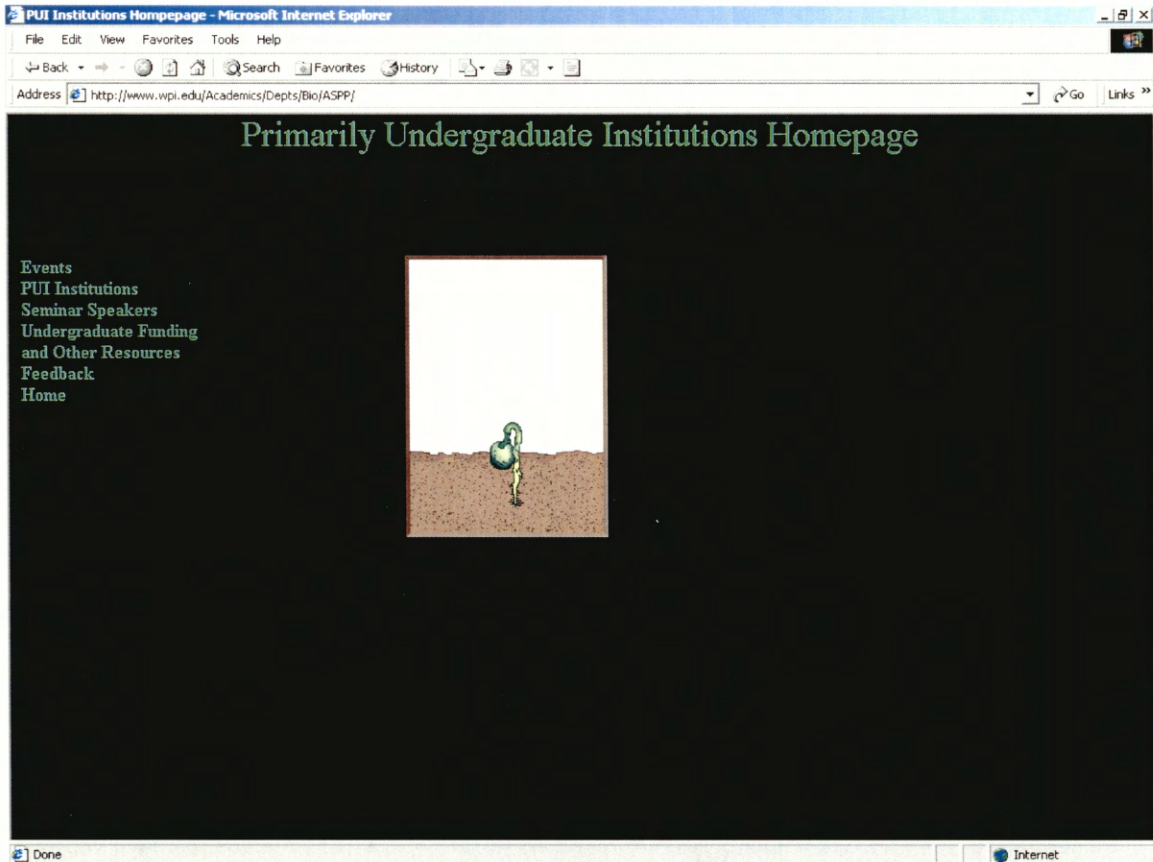 PUI Institutions Hompepage - Microsoft Internet Explorer
File Edit View Favorites Tools Help
Back Search Favorites History
Address http://www.wpi.edu/Academics/Depts/Bio/ASPP/ Go Links »
Primarily Undergraduate Institutions Homepage
Events
PUI Institutions
Seminar Speakers
Undergraduate Funding
and Other Resources
Feedback
Home
Done Internet